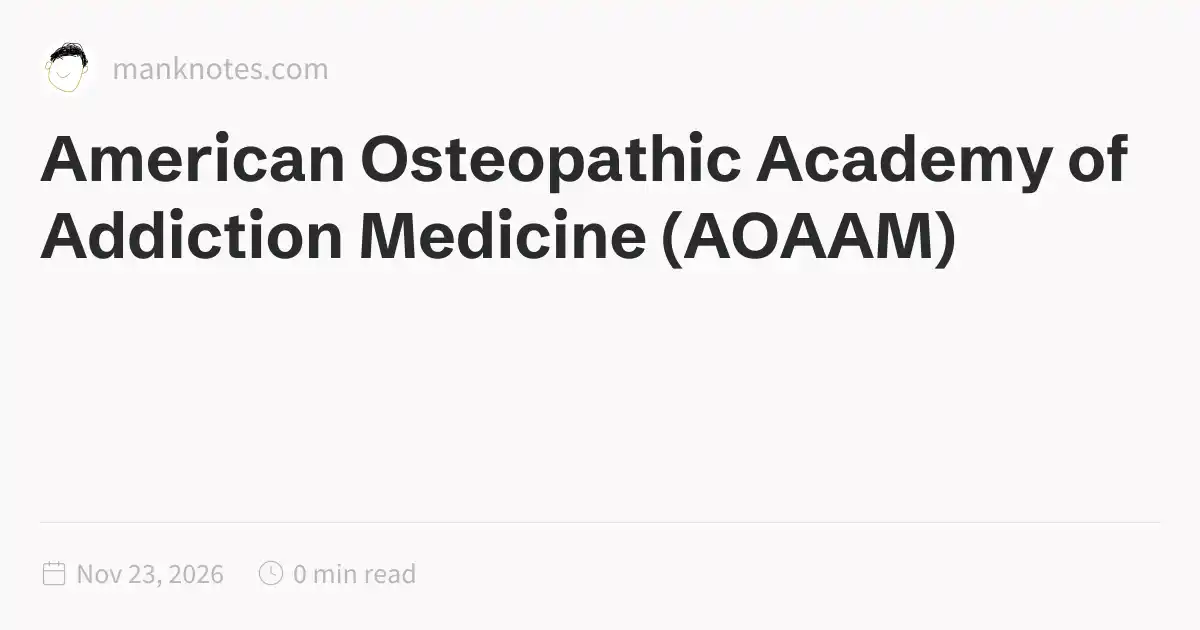 manknotes.com
American Osteopathic Academy of
Addiction Medicine (AOAAM)
Nov 23, 2026 0 min read